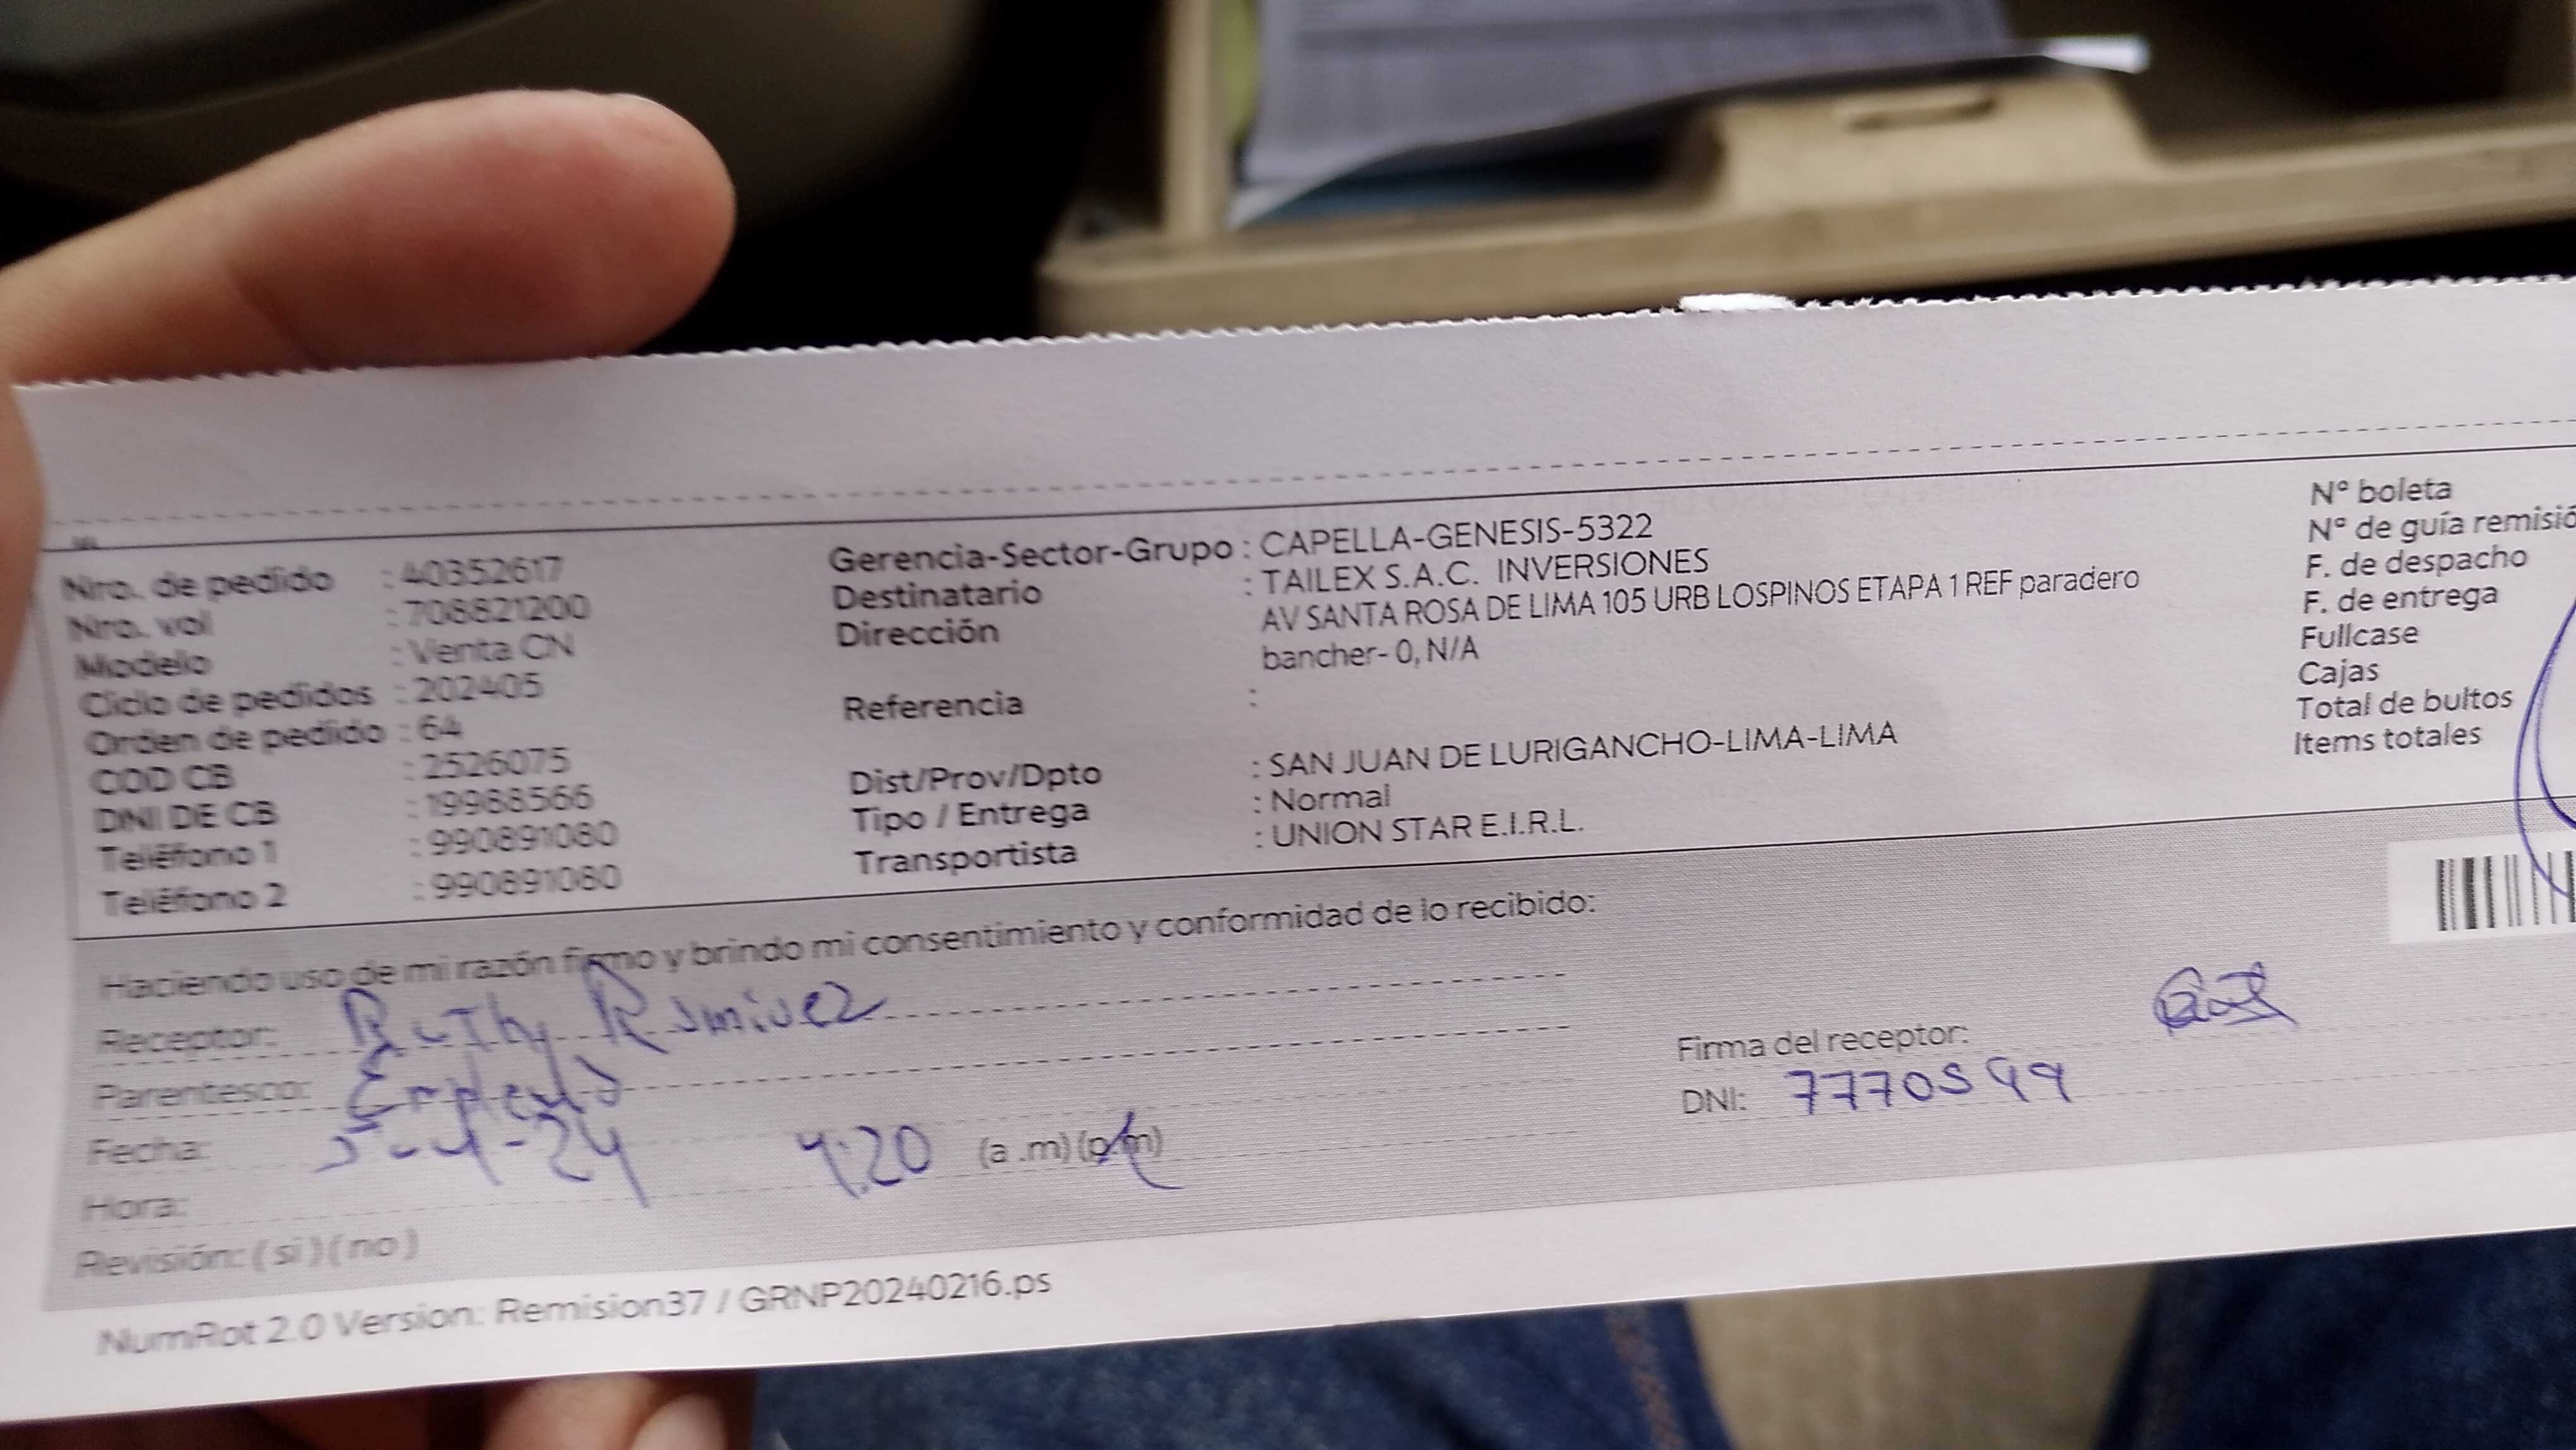 Nro. de pedido : 40352617
Nro. vol : 708821200
Modelo : Venta CN
Ciclo de pedidos : 202405
Orden de pedido : 64
COD CB : 2526075
DNI DE CB : 19988566
Teléfono 1 : 990891080
Teléfono 2 : 990891080
Gerencia-Sector-Grupo : CAPELLA-GENESIS-5322
Destinatario : TAILEX S.A.C. INVERSIONES
Dirección AV SANTA ROSA DE LIMA 105 URB LOSPINOS ETAPA 1 REF paradero
bancher- 0, N/A
Referencia :
Dist/Prov/Dpto : SAN JUAN DE LURIGANCHO-LIMA-LIMA
Tipo / Entrega : Normal
Transportista : UNION STAR E.I.R.L.
N° boleta
N° de guía remisió
F. de despacho
F. de entrega
Fullcase
Cajas
Total de bultos
Items totales
Haciendo uso de mi razón firmo y brindo mi consentimiento y conformidad de lo recibido:
Receptor: Ruthy Ramirez
Parentesco:
Fecha: 5-4-24
Hora: 4:20 (a .m) (p.m)
Revisión: ( si ) ( no )
Firma del receptor:
DNI: 77705499
NumRot 2.0 Version: Remision37 / GRNP20240216.ps